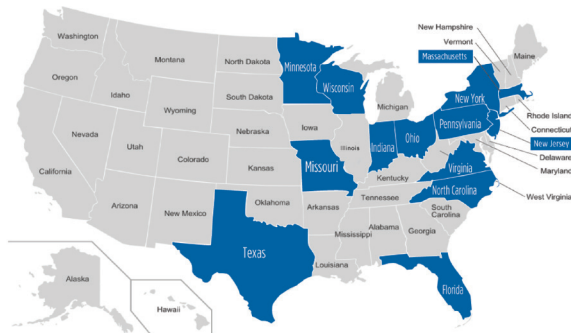 New Hampshire
Washington
Vermont
Maine
Montana
North Dakota
Minnesota
Massachusetts
Oregon
Idaho
South Dakota
Wisconsin
Michigan
New York
Wyoming
Rhode Island
Iowa
Pennsylvania
Connecticut
Nevada
Nebraska
Illinois
Indiana
Ohio
New Jersey
Utah
Colorado
Delaware
California
Kansas
Missouri
Virginia
Maryland
Kentucky
North Carolina
West Virginia
Tennessee
Arizona
New Mexico
Oklahoma
Arkansas
South
Carolina
Mississippi
Alabama
Georgia
Texas
Louisiana
Alaska
Florida
Hawaii